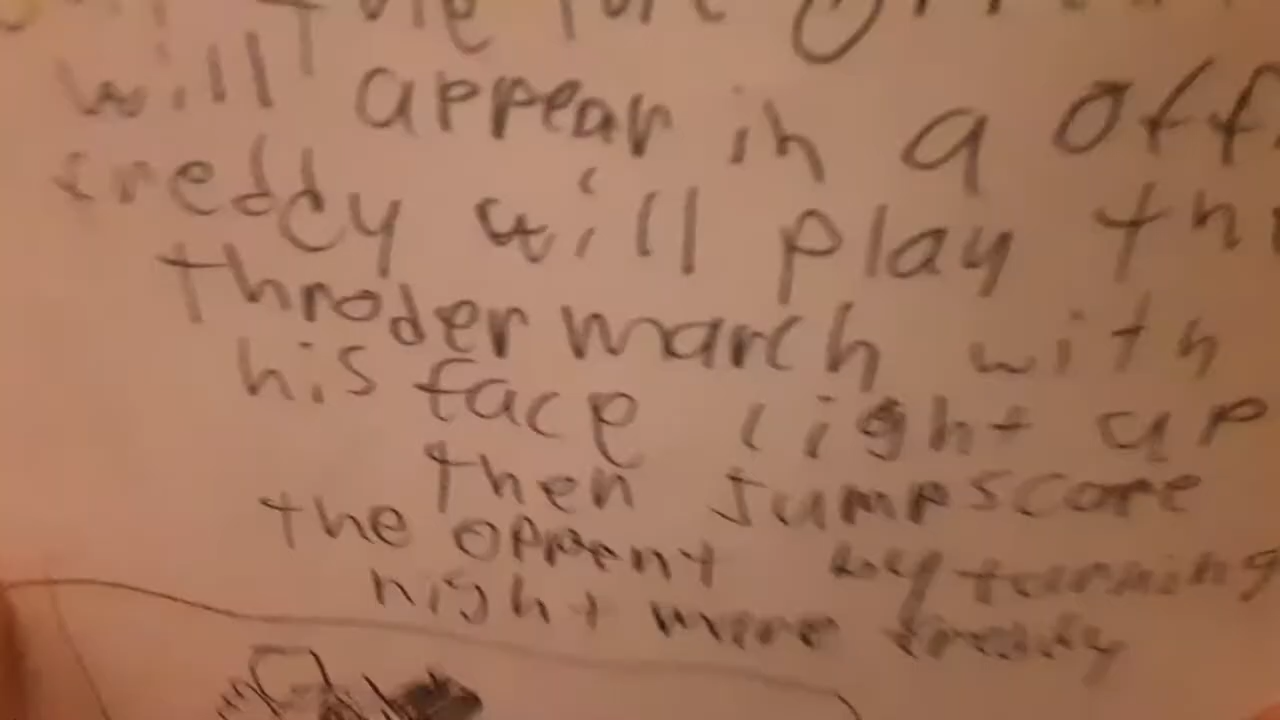 will appear in a off
freddy will play th
throder march with
his face light up
then Jumpscare
the oppent by turning
night mare freddy